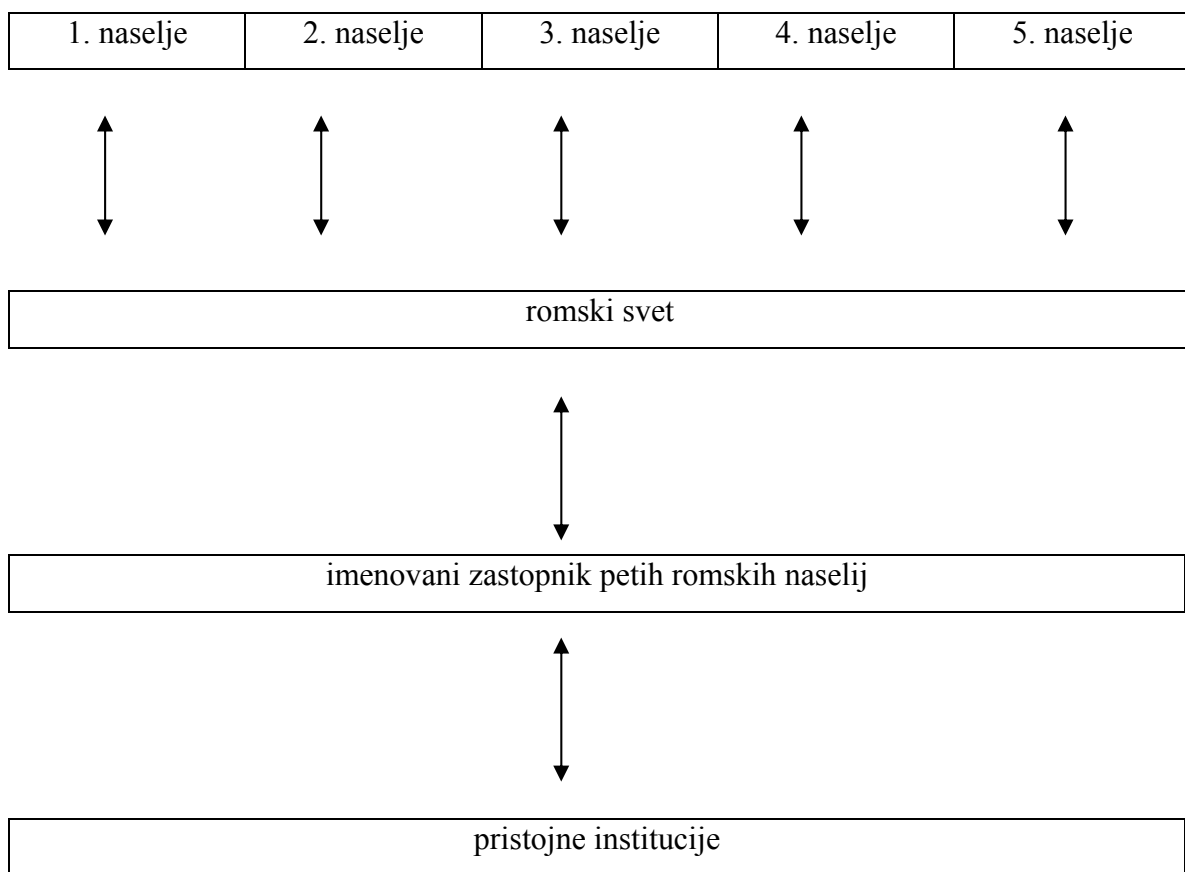 1. naselje 2. naselje 3. naselje 4. naselje 5. naselje
romski svet
imenovani zastopnik petih romskih naselij
pristojne institucije